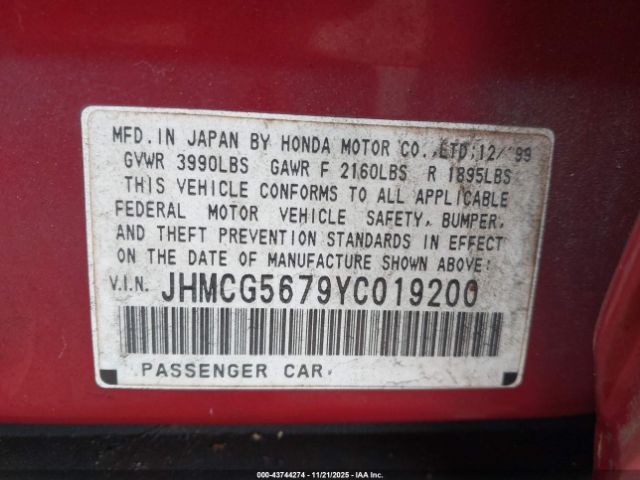 MFD.IN JAPAN BY HONDA MOTOR CO.,LTD;12/'99
GVWR 3990LBS GAWR F 2160LBS R 1895LBS
THIS VEHICLE CONFORMS TO ALL APPLICABLE
FEDERAL MOTOR VEHICLE SAFETY, BUMPER,
AND THEFT PREVENTION STANDARDS IN EFFECT
ON THE DATE OF MANUFACTURE SHOWN ABOVE:
V.I.N. JHMCG5679YC019200
PASSENGER CAR
000-43744274 - 11/21/2025 - IAA Inc.